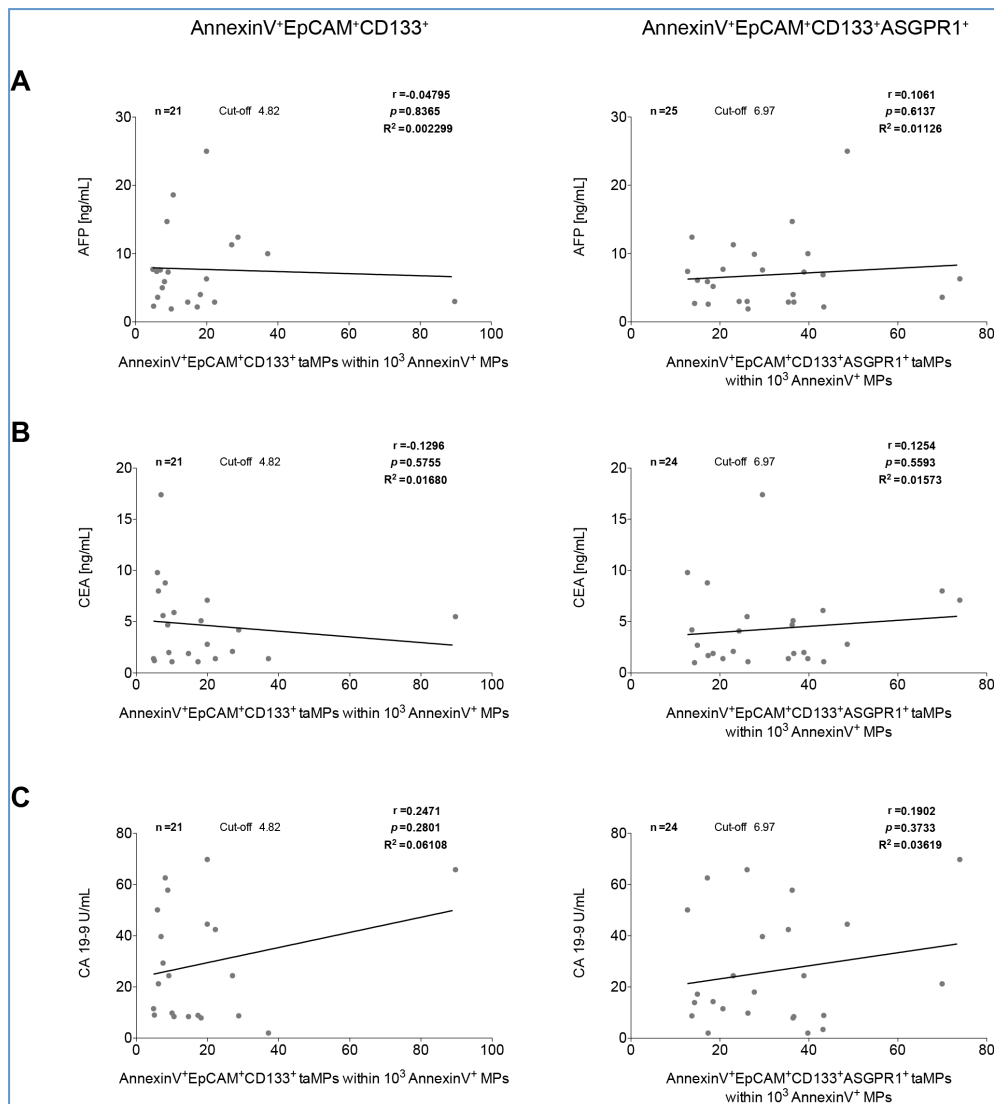 AnnexinV⁺EpCAM⁺CD133⁺
AnnexinV⁺EpCAM⁺CD133⁺ASGPR1⁺
A
r =-0.04795
n =21 Cut-off 4.82 p =0.8365
R² =0.002299
30
20
10
0
AFP [ng/mL]
0 20 40 60 80 100
AnnexinV⁺EpCAM⁺CD133⁺ taMPs within 10³ AnnexinV⁺ MPs
r =0.1061
n =25 Cut-off 6.97 p =0.6137
R² =0.01126
30
20
10
0
AFP [ng/mL]
0 20 40 60 80
AnnexinV⁺EpCAM⁺CD133⁺ASGPR1⁺ taMPs
within 10³ AnnexinV⁺ MPs
B
r =-0.1296
n =21 Cut-off 4.82 p =0.5755
R² =0.01680
20
15
10
5
0
CEA [ng/mL]
0 20 40 60 80 100
AnnexinV⁺EpCAM⁺CD133⁺ taMPs within 10³ AnnexinV⁺ MPs
r =0.1254
n =24 Cut-off 6.97 p =0.5593
R² =0.01573
20
15
10
5
0
CEA [ng/mL]
0 20 40 60 80
AnnexinV⁺EpCAM⁺CD133⁺ASGPR1⁺ taMPs
within 10³ AnnexinV⁺ MPs
C
r =0.2471
n =21 Cut-off 4.82 p =0.2801
R² =0.06108
80
60
40
20
0
CA 19-9 U/mL
0 20 40 60 80 100
AnnexinV⁺EpCAM⁺CD133⁺ taMPs within 10³ AnnexinV⁺ MPs
r =0.1902
n =24 Cut-off 6.97 p =0.3733
R² =0.03619
80
60
40
20
0
CA 19-9 U/mL
0 20 40 60 80
AnnexinV⁺EpCAM⁺CD133⁺ASGPR1⁺ taMPs
within 10³ AnnexinV⁺ MPs